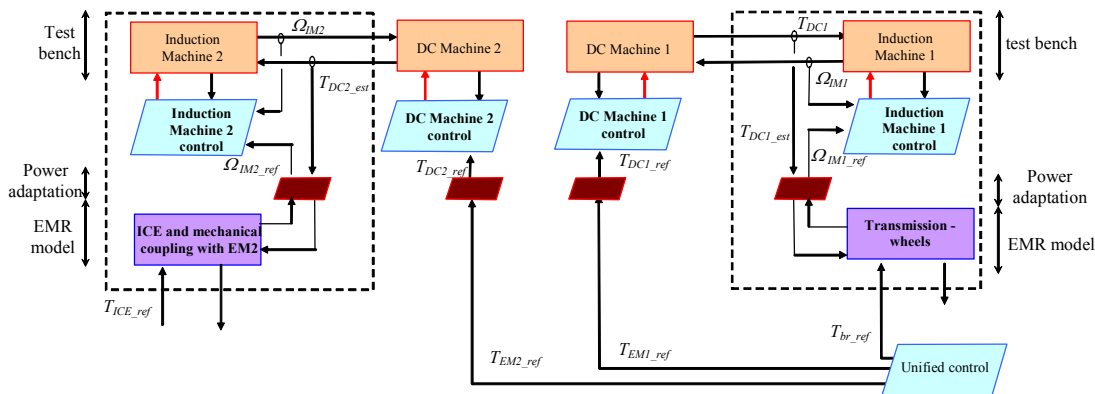 Test
bench
Induction
Machine 2
Ω_IM2
DC Machine 2
DC Machine 1
T_DC1
Induction
Machine 1
test bench
Induction
Machine 2
control
T_DC2_est
DC Machine 2
control
DC Machine 1
control
Ω_IM1
Induction
Machine 1
control
T_DC1_est
Ω_IM2_ref
T_DC2_ref
T_DC1_ref
Ω_IM1_ref
Power
adaptation
Power
adaptation
EMR
model
ICE and mechanical
coupling with EM2
Transmission -
wheels
EMR model
T_ICE_ref
T_EM2_ref
T_EM1_ref
T_br_ref
Unified control